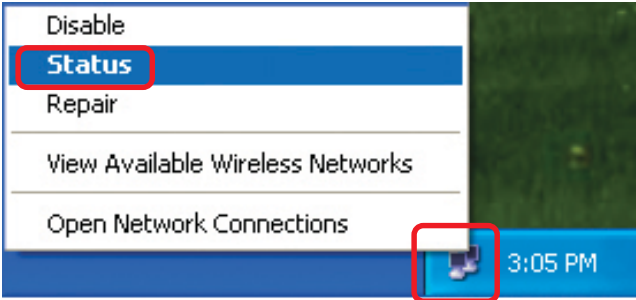 Disable
Status
Repair
View Available Wireless Networks
Open Network Connections
3:05 PM